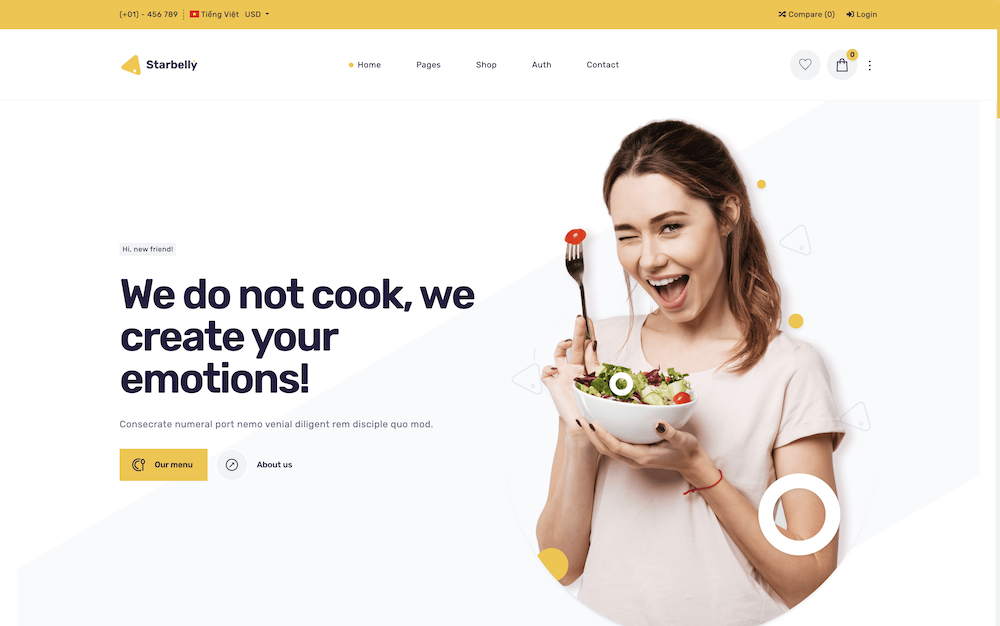 (+01) - 456 789 Tiếng Việt USD Compare (0) Login
Starbelly Home Pages Shop Auth Contact 0
Hi, new friend!
We do not cook, we
create your
emotions!
Consecrate numeral port nemo venial diligent rem disciple quo mod.
Our menu About us